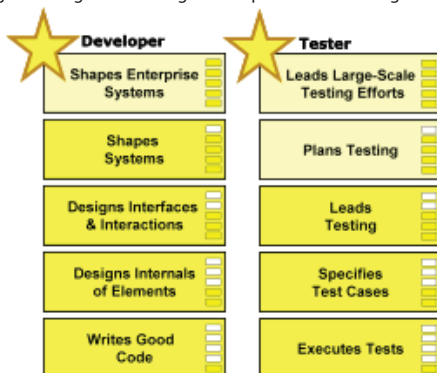 Developer
Shapes Enterprise
Systems
Shapes
Systems
Designs Interfaces
& Interactions
Designs Internals
of Elements
Writes Good
Code
Tester
Leads Large-Scale
Testing Efforts
Plans Testing
Leads
Testing
Specifies
Test Cases
Executes Tests